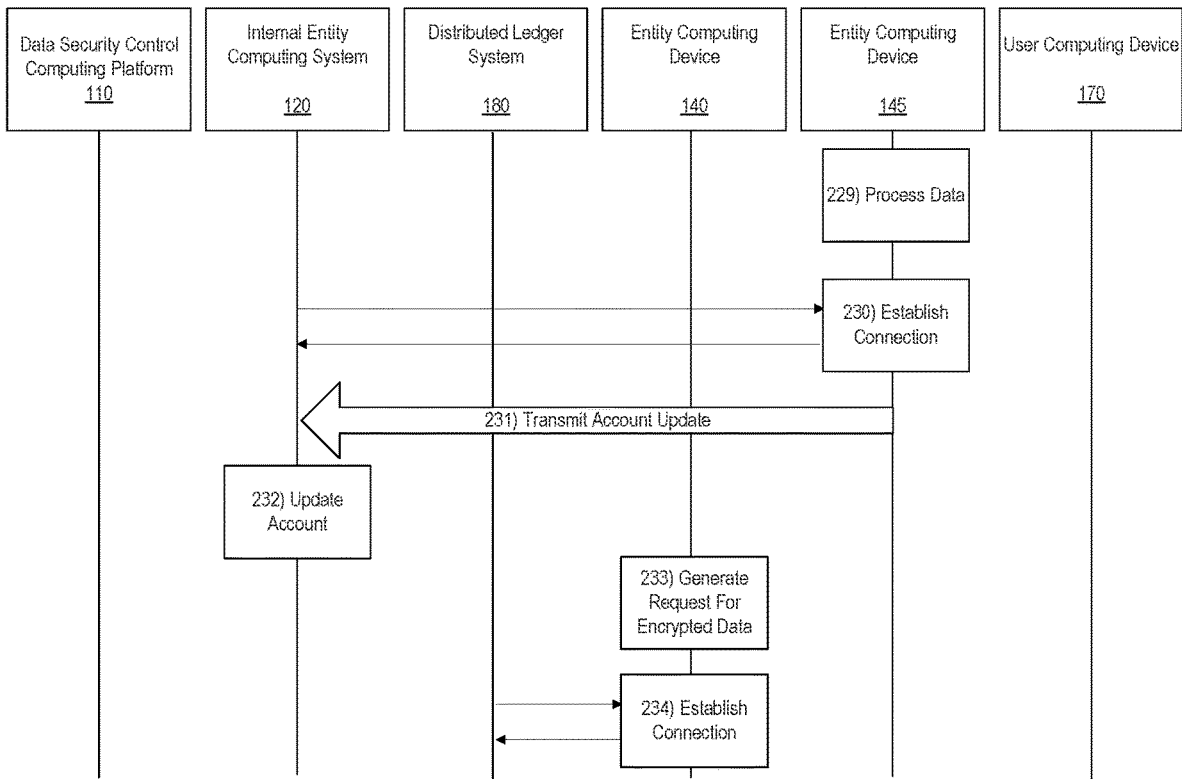 Data Security Control
Computing Platform
110
Internal Entity
Computing System
120
Distributed Ledger
System
180
Entity Computing
Device
140
Entity Computing
Device
145
User Computing Device
170
229) Process Data
230) Establish
Connection
231) Transmit Account Update
232) Update
Account
233) Generate
Request For
Encrypted Data
234) Establish
Connection